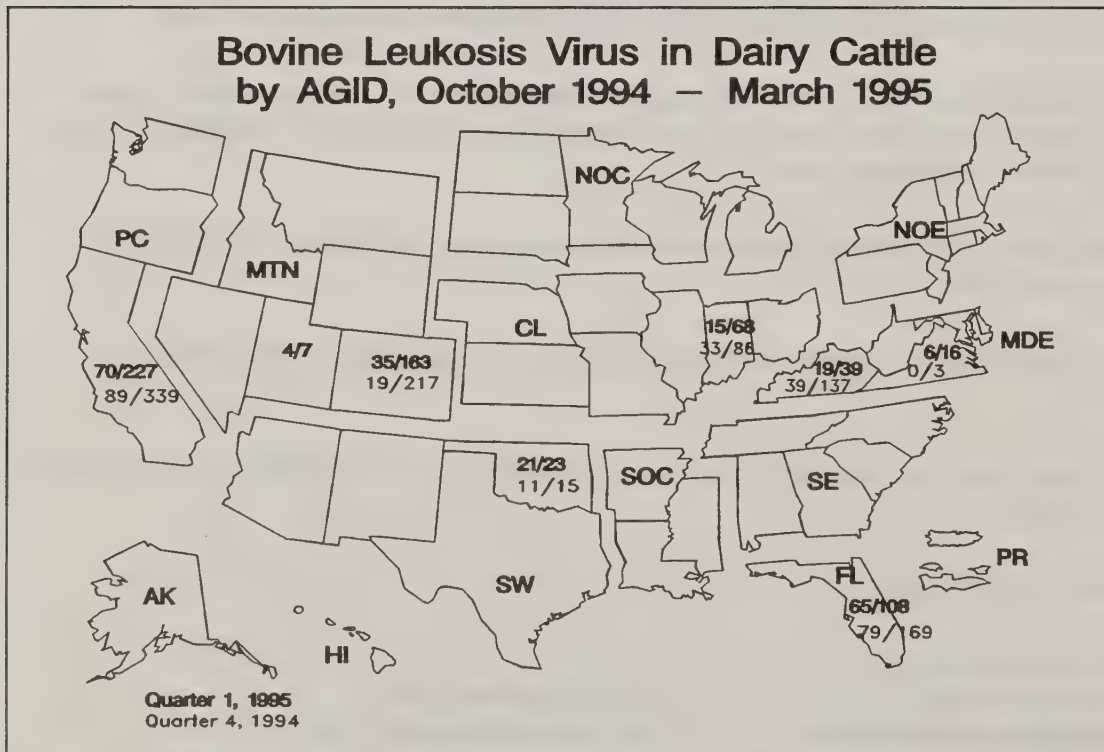 Bovine Leukosis Virus in Dairy Cattle
by AGID, October 1994 — March 1995
NOC
NOE
PC
MTN
CL
15/68
33/86
MDE
6/16
0/3
4/7
35/163
19/217
19/39
39/137
70/227
89/339
21/23
11/15
SOC
SE
PR
AK
SW
FL
65/108
79/169
HI
Quarter 1, 1995
Quarter 4, 1994